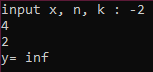 input x, n, k : -2
4
2
y= inf